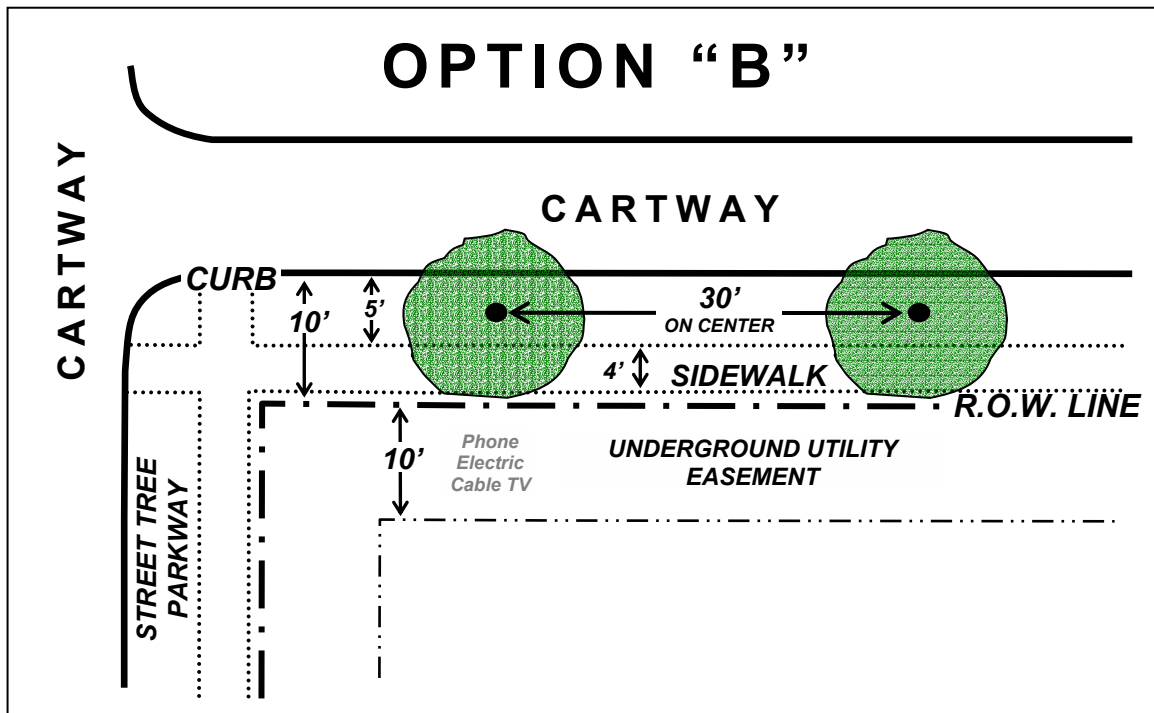 OPTION “B”
CARTWAY
CARTWAY
CURB
10’
5’
30’
ON CENTER
4’
SIDEWALK
R.O.W. LINE
10’
Phone
Electric
Cable TV
UNDERGROUND UTILITY
EASEMENT
STREET TREE
PARKWAY